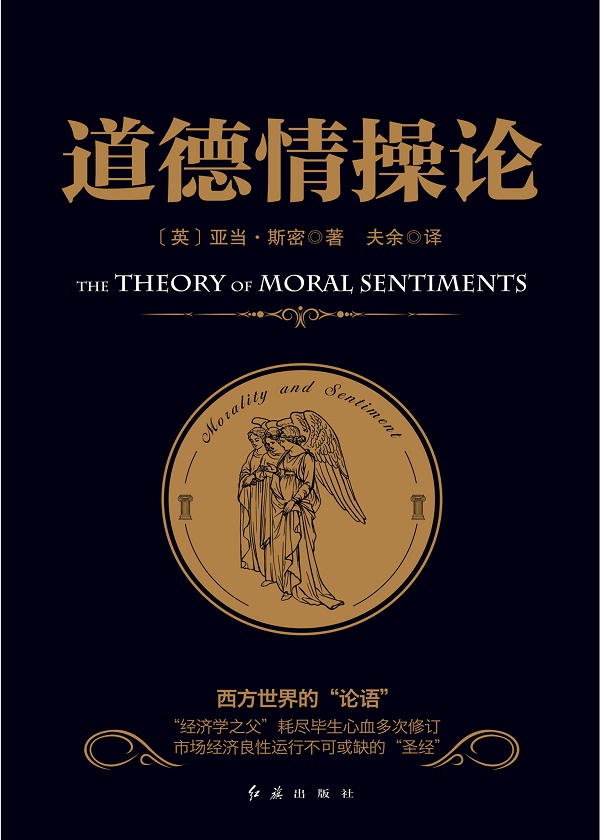 道德情操论
〔英〕亚当·斯密◎著 夫余◎译
THE THEORY OF MORAL SENTIMENTS
Morality and Sentiment
西方世界的“论语”
“经济学之父”耗尽毕生心血多次修订
市场经济良性运行不可或缺的“圣经”
红旗出版社